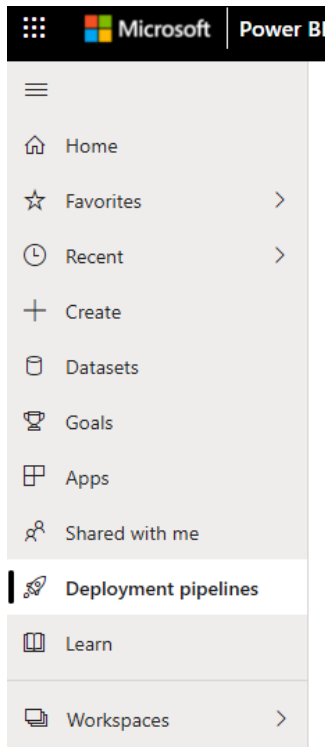 Microsoft Power BI
Home
Favorites
Recent
Create
Datasets
Goals
Apps
Shared with me
Deployment pipelines
Learn
Workspaces